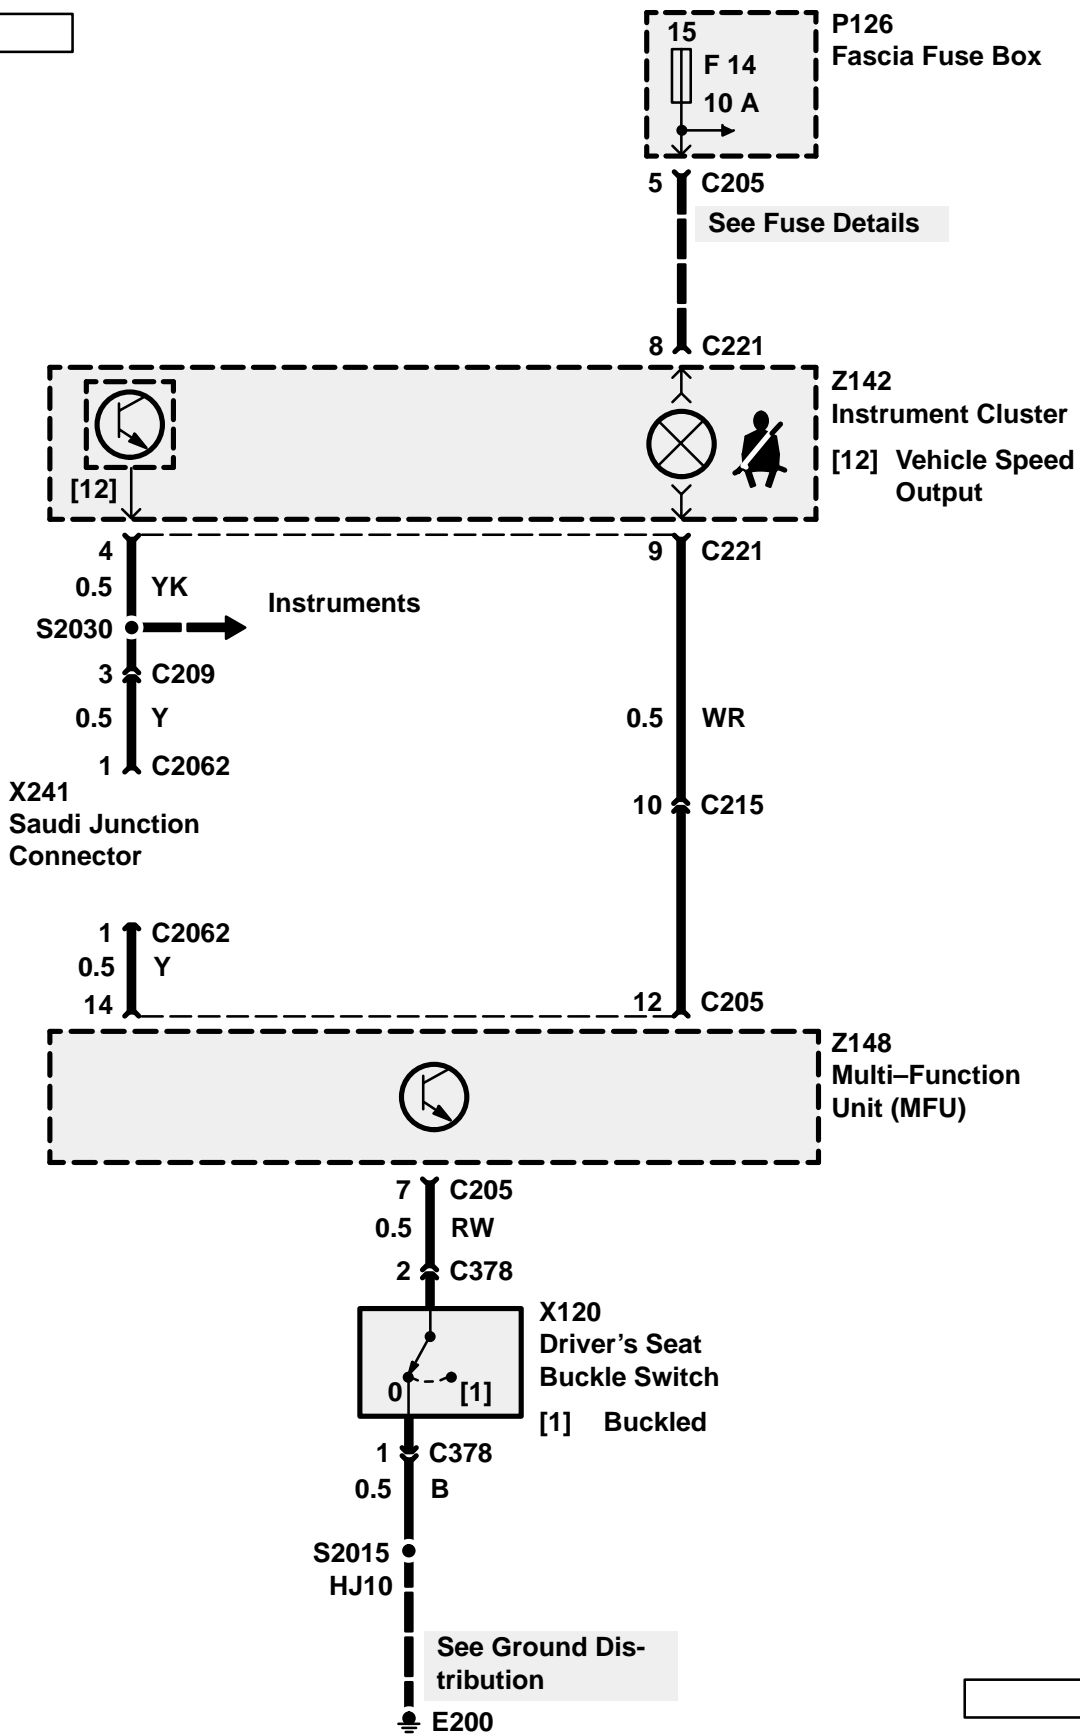 P126
Fascia Fuse Box
15
F 14
10 A
5 C205
See Fuse Details
8 C221
Z142
Instrument Cluster
[12] Vehicle Speed
Output
[12]
4
9 C221
0.5 YK
Instruments
S2030
3 C209
0.5 Y
0.5 WR
1 C2062
X241
Saudi Junction
Connector
10 C215
1 C2062
0.5 Y
14
12 C205
Z148
Multi–Function
Unit (MFU)
7 C205
0.5 RW
2 C378
X120
Driver’s Seat
Buckle Switch
0 [1]
[1] Buckled
1 C378
0.5 B
S2015
HJ10
See Ground Dis-
tribution
E200